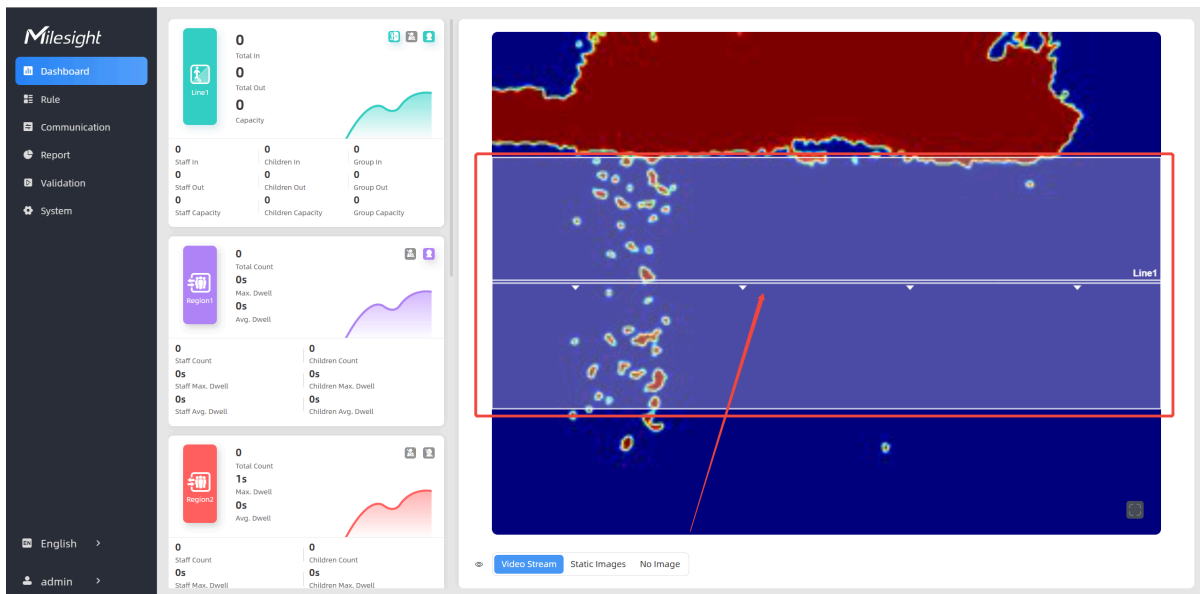 Milesight
Dashboard
Rule
Communication
Report
Validation
System
EN English >
admin >
Line1
0
Total In
0
Total Out
0
Capacity
0
Staff In
0
Children In
0
Group In
0
Staff Out
0
Children Out
0
Group Out
0
Staff Capacity
0
Children Capacity
0
Group Capacity
Region1
0
Total Count
0s
Max. Dwell
0s
Avg. Dwell
0
Staff Count
0
Children Count
0s
Staff Max. Dwell
0s
Children Max. Dwell
0s
Staff Avg. Dwell
0s
Children Avg. Dwell
Region2
0
Total Count
1s
Max. Dwell
0s
Avg. Dwell
0
Staff Count
0
Children Count
0s
Staff Max. Dwell
0s
Children Max. Dwell
Line1
Video Stream Static Images No Image